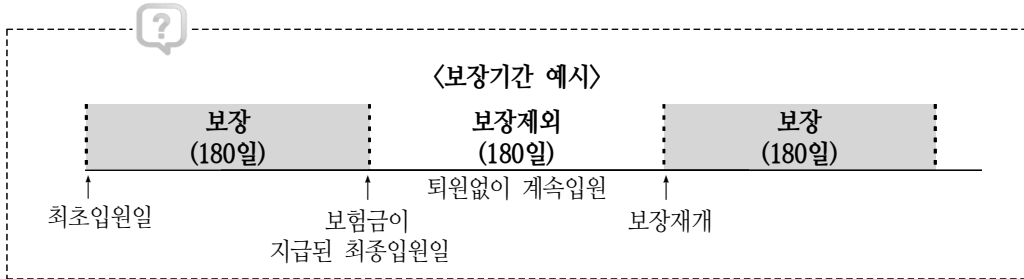 ?
〈보장기간 예시〉
보장
(180일)
보장제외
(180일)
보장
(180일)
퇴원없이 계속입원
↑
↑
↑
최초입원일
보험금이
지급된 최종입원일
보장재개